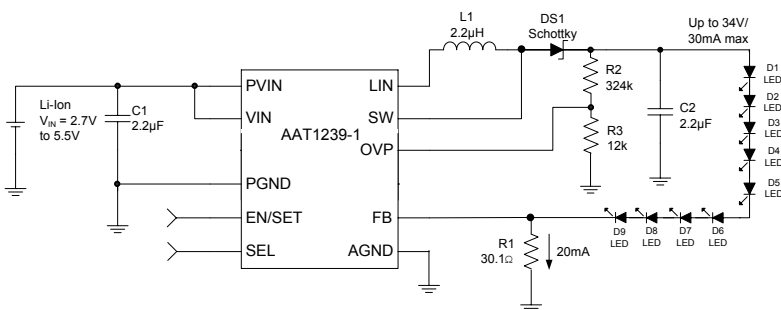 L1
2.2µH
DS1
Schottky
Up to 34V/
30mA max
Li-Ion
V_IN = 2.7V
to 5.5V
C1
2.2µF
PVIN
VIN
PGND
EN/SET
SEL
AAT1239-1
LIN
SW
OVP
FB
AGND
R2
324k
R3
12k
C2
2.2µF
D1
LED
D2
LED
D3
LED
D4
LED
D5
LED
D9
LED
D8
LED
D7
LED
D6
LED
R1
30.1Ω
20mA